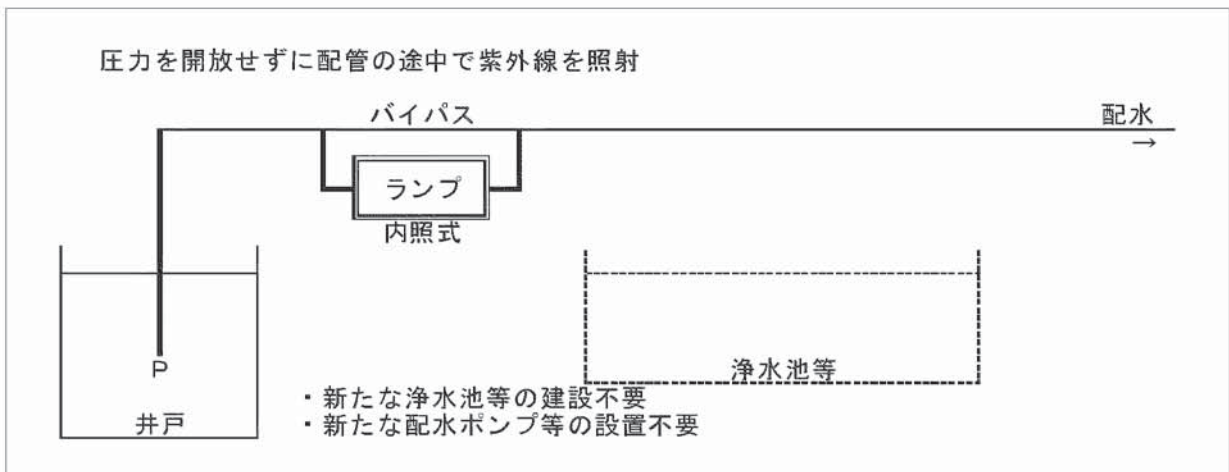 圧力を開放せずに配管の途中で紫外線を照射
バイパス
配水
→
ランプ
内照式
P
井戸
浄水池等
・新たな浄水池等の建設不要
・新たな配水ポンプ等の設置不要